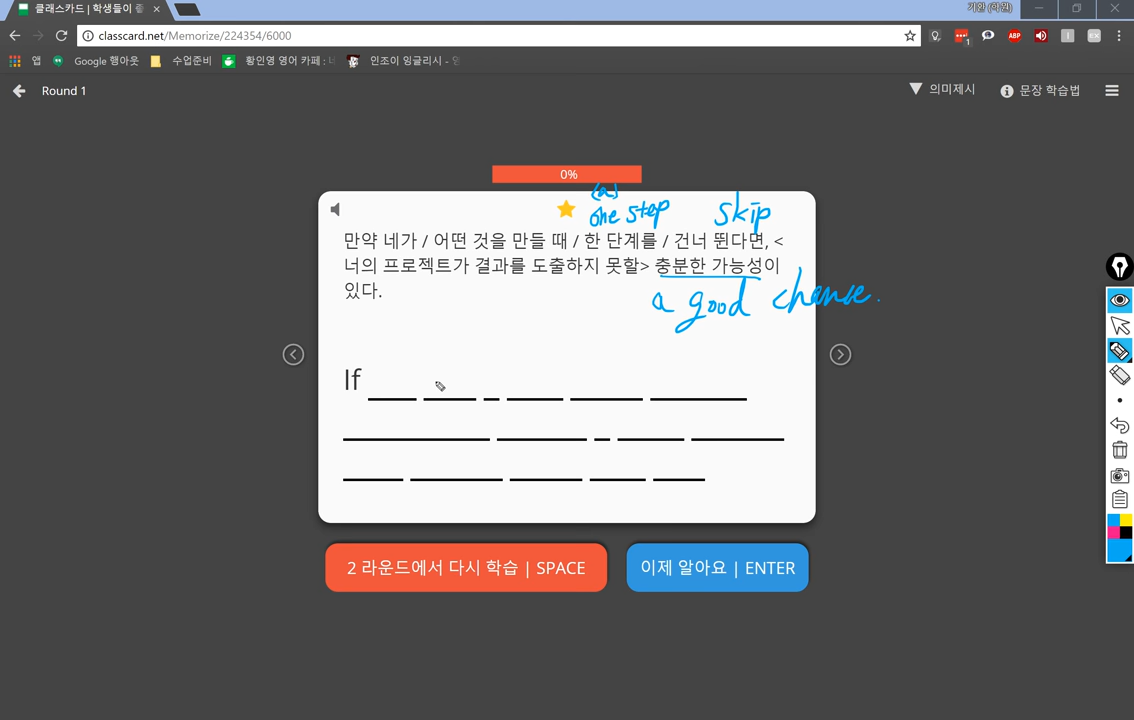 클래스카드 | 학생들이 즐
기완 (학원)
classcard.net/Memorize/224354/6000
ABP
1
앱 Google 행아웃 수업준비 황인영 영어 카페 : 네 인조이 잉글리시 - 잉
Round 1
의미제시 문장 학습법
0%
(a)
one step skip
만약 네가 / 어떤 것을 만들 때 / 한 단계를 / 건너 뛴다면, <
너의 프로젝트가 결과를 도출하지 못할> 충분한 가능성이
있다.
a good chance.
If
2 라운드에서 다시 학습 | SPACE
이제 알아요 | ENTER